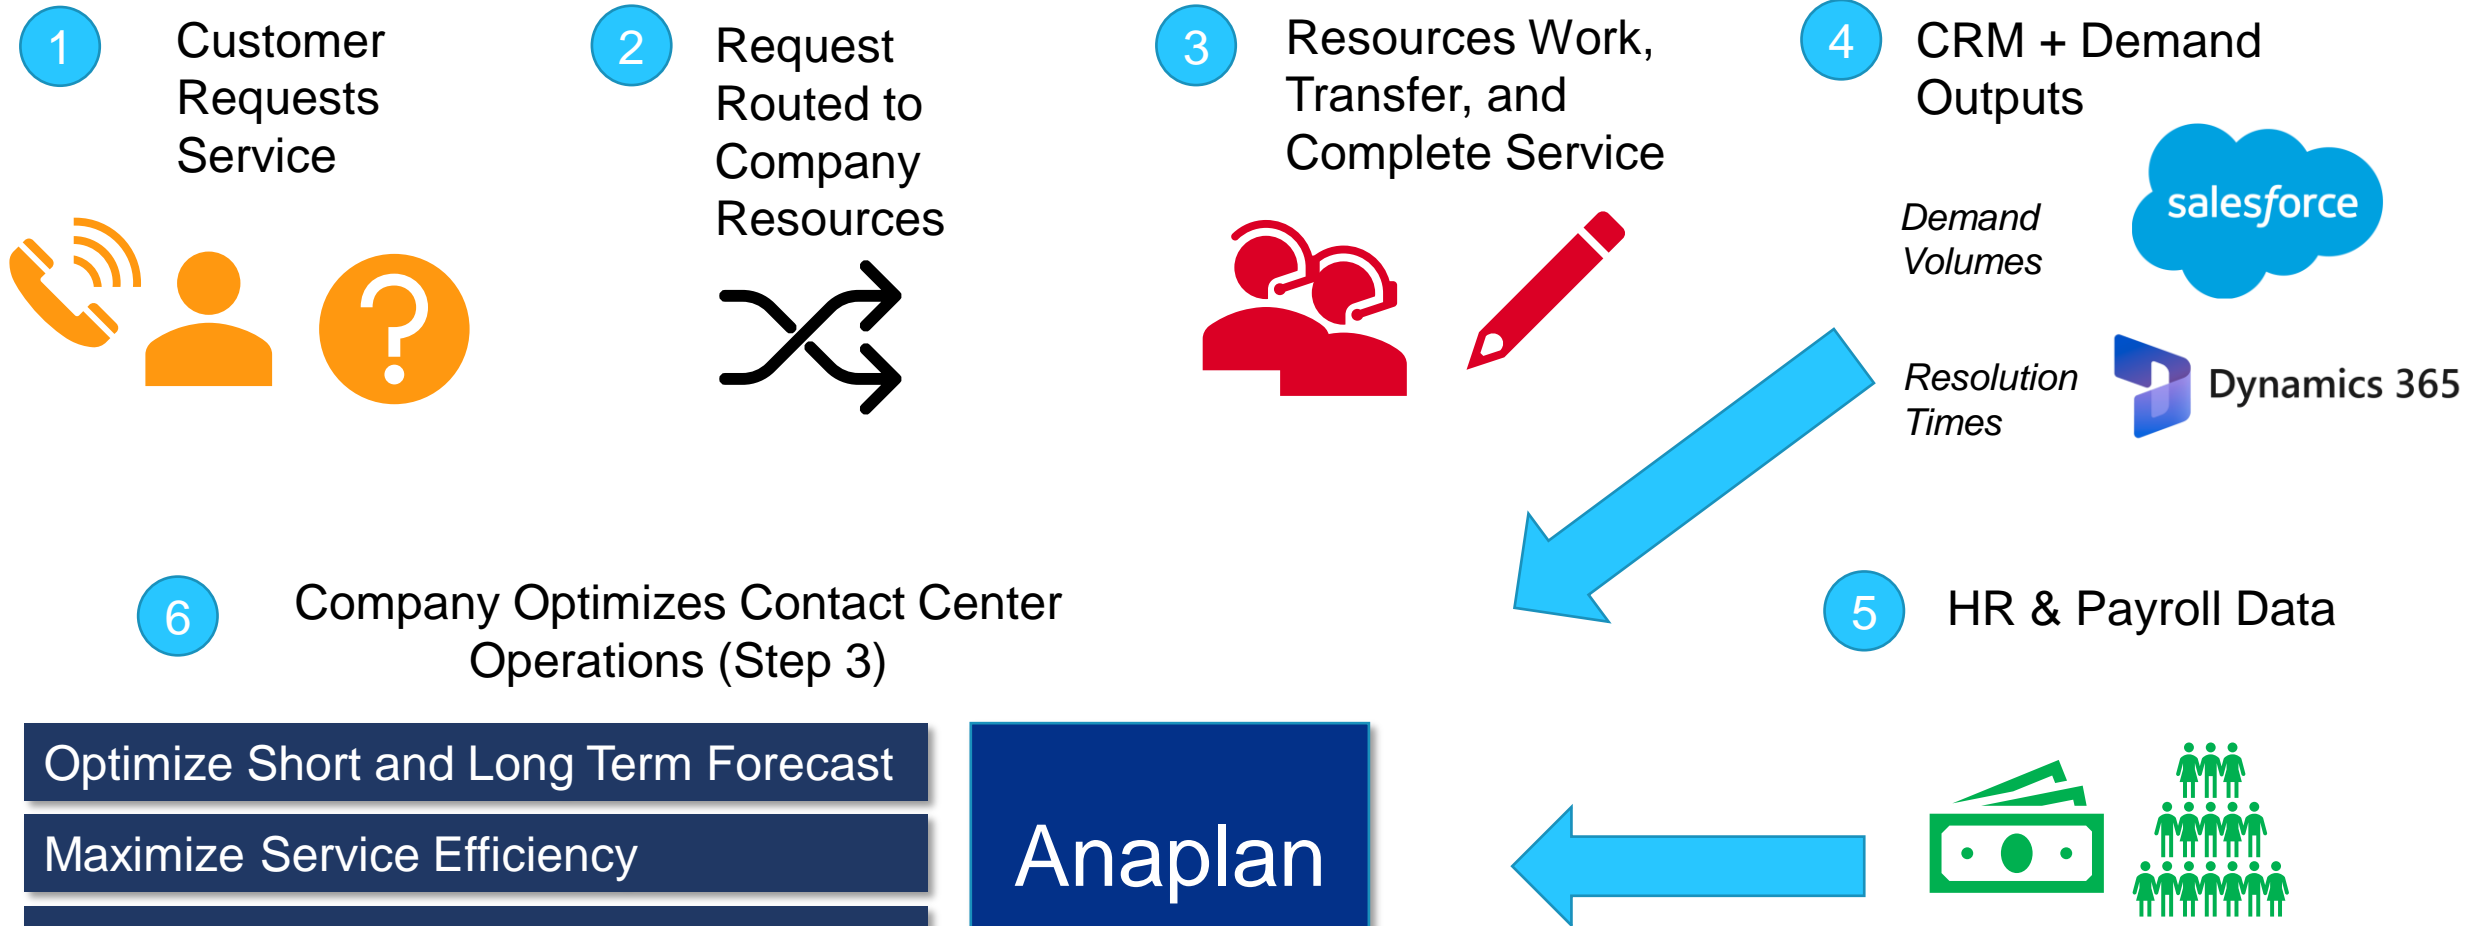 1
Customer
Requests
Service
2
Request
Routed to
Company
Resources
3
Resources Work,
Transfer, and
Complete Service
4
CRM + Demand
Outputs
Demand
Volumes
salesforce
Resolution
Times
Dynamics 365
5
HR & Payroll Data
6
Company Optimizes Contact Center
Operations (Step 3)
Optimize Short and Long Term Forecast
Maximize Service Efficiency
Anaplan